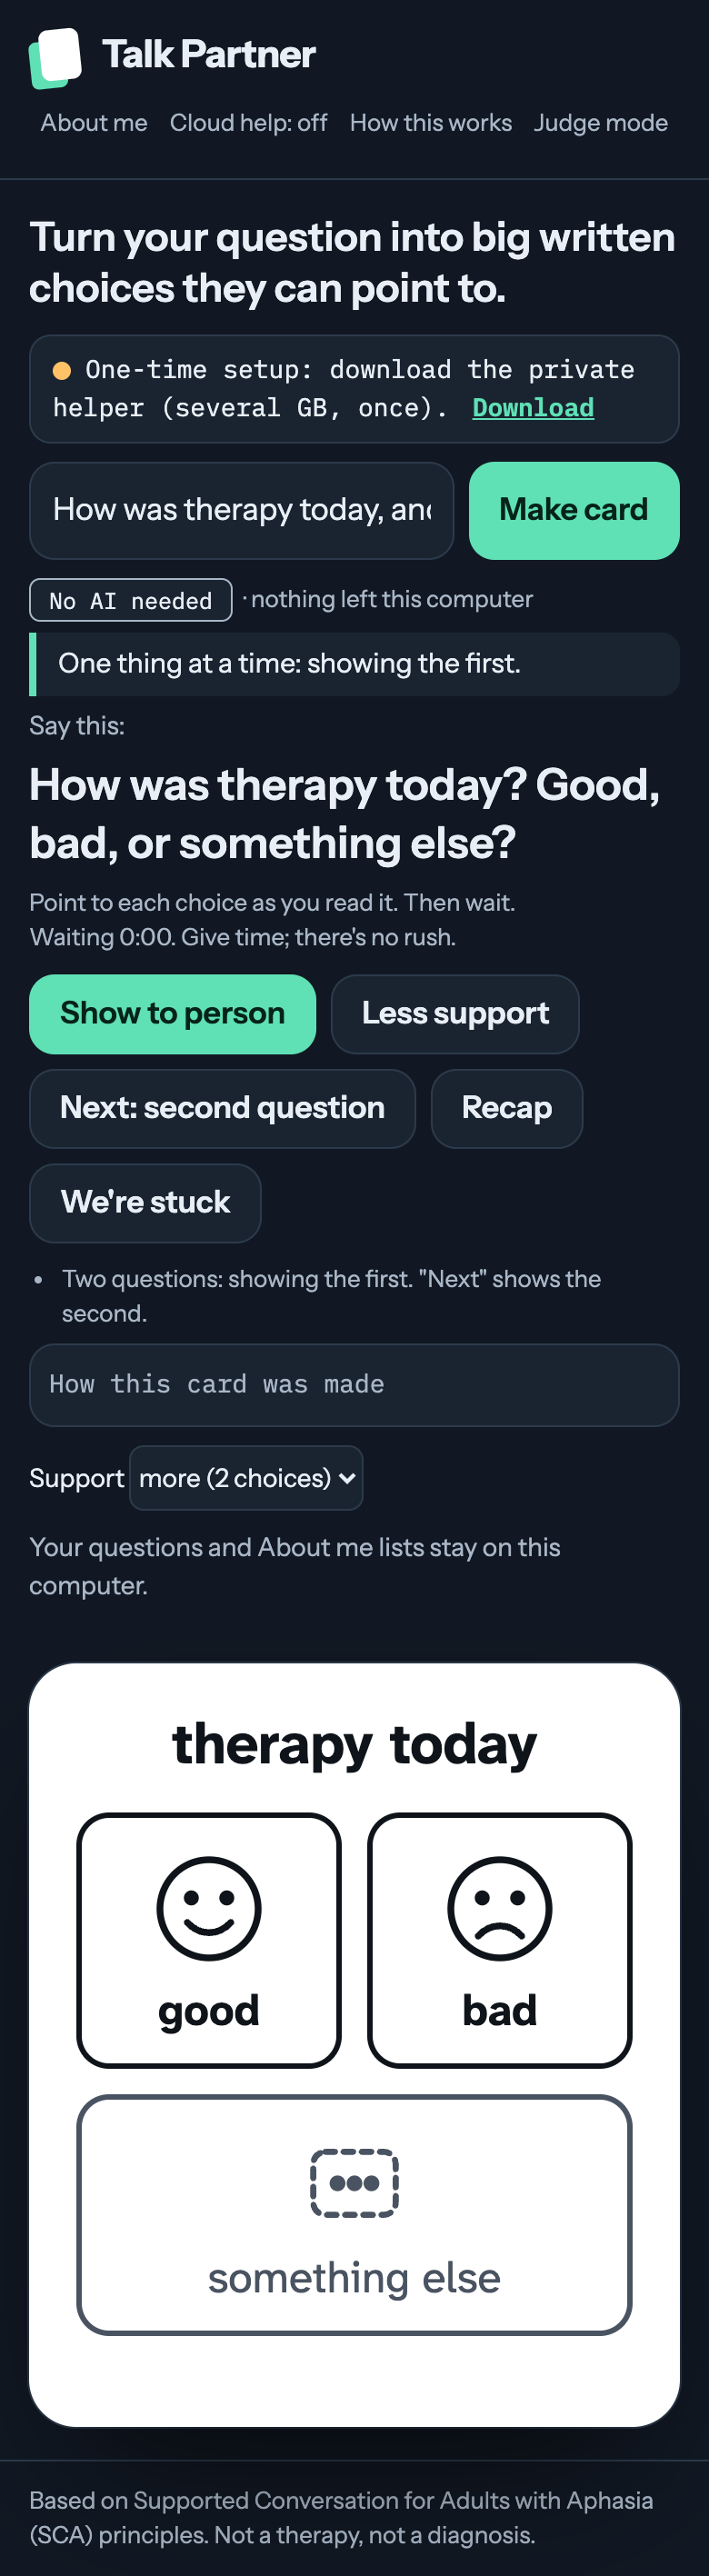 Talk Partner
About me Cloud help: off How this works Judge mode
Turn your question into big written
choices they can point to.
One-time setup: download the private
helper (several GB, once). Download
How was therapy today, and
Make card
No AI needed · nothing left this computer
One thing at a time: showing the first.
Say this:
How was therapy today? Good,
bad, or something else?
Point to each choice as you read it. Then wait.
Waiting 0:00. Give time; there's no rush.
Show to person
Less support
Next: second question
Recap
We're stuck
• Two questions: showing the first. "Next" shows the
second.
How this card was made
Support more (2 choices)
Your questions and About me lists stay on this
computer.
therapy today
good
bad
something else
Based on Supported Conversation for Adults with Aphasia
(SCA) principles. Not a therapy, not a diagnosis.